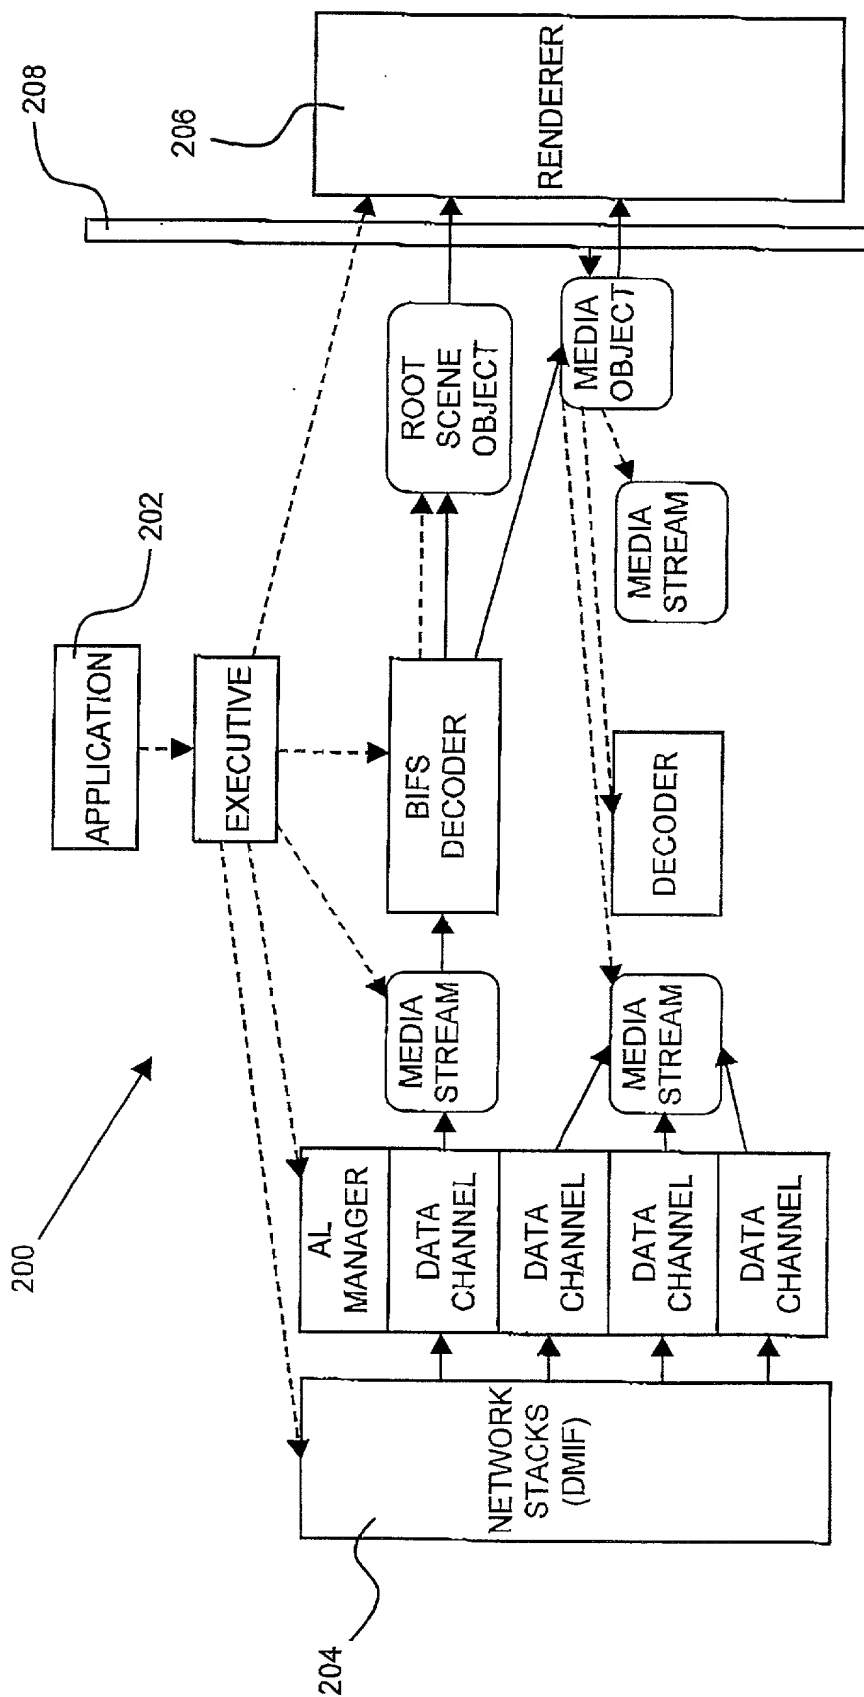 200
APPLICATION
202
208
EXECUTIVE
206
AL
MANAGER
NETWORK
STACKS
(DMIF)
204
DATA
CHANNEL
MEDIA
STREAM
BIFS
DECODER
ROOT
SCENE
OBJECT
RENDERER
DATA
CHANNEL
DATA
CHANNEL
MEDIA
STREAM
DECODER
MEDIA
STREAM
MEDIA
OBJECT
DATA
CHANNEL